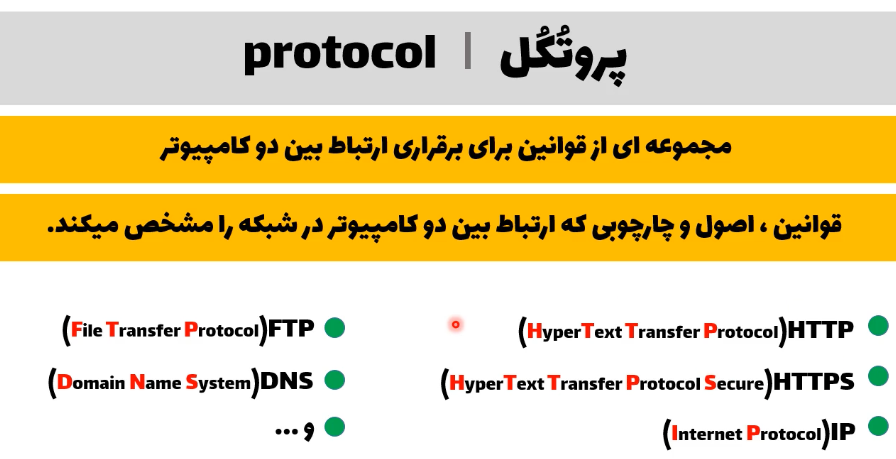 پروتُکُل | protocol
مجموعه ای از قوانین برای برقراری ارتباط بین دو کامپیوتر
قوانین ، اصول و چارچوبی که ارتباط بین دو کامپیوتر در شبکه را مشخص میکند.
HTTP(HyperText Transfer Protocol)
HTTPS(HyperText Transfer Protocol Secure)
IP(Internet Protocol)
FTP(File Transfer Protocol)
DNS(Domain Name System)
و ...